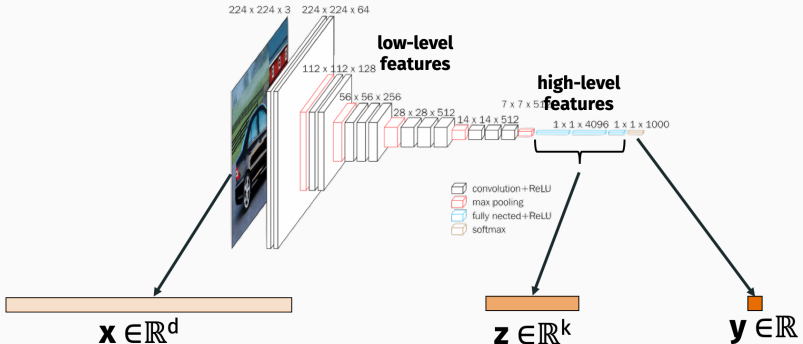 224 x 224 x 3 224 x 224 x 64
low-level
features
112 x 112 x 128
high-level
features
56 x 56 x 256
28 x 28 x 512
14 x 14 x 512
1 x 1 x 4096 1 x 1 x 1000
convolution+ReLU
max pooling
fully nected+ReLU
softmax
x ∈ℝᵈ
z ∈ℝᵏ
y ∈ℝ